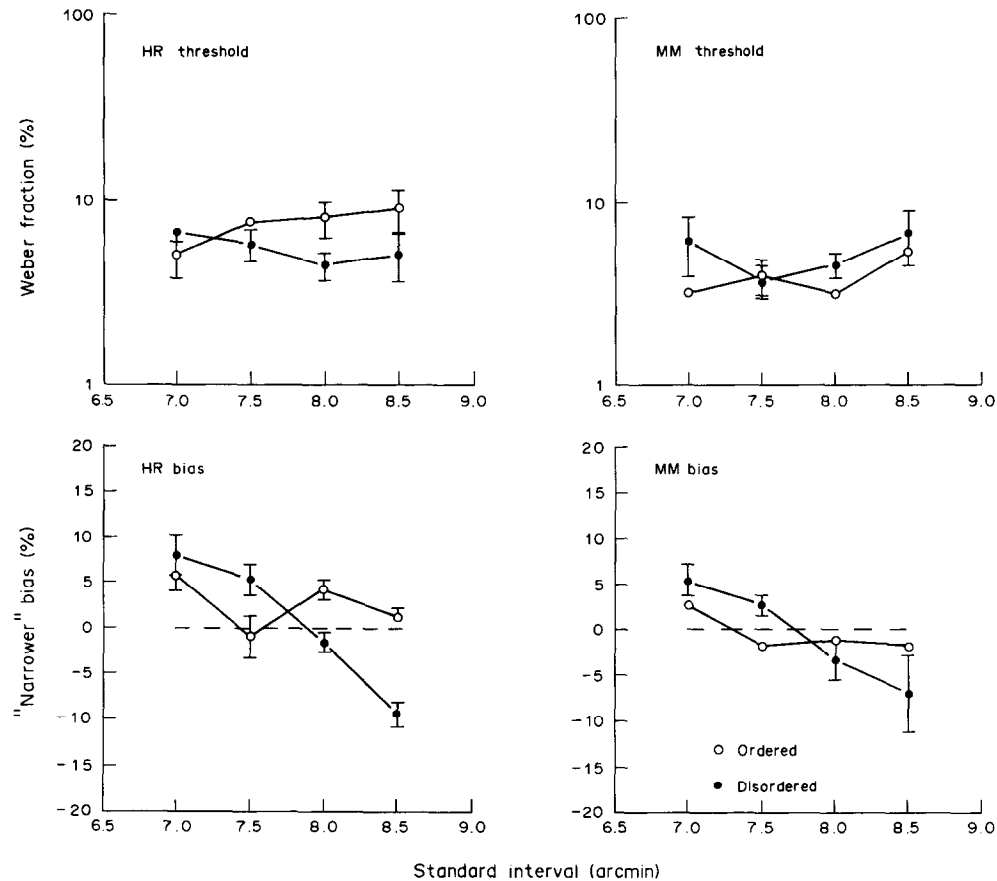 100
HR threshold
10
1
6.5 7.0 7.5 8.0 8.5 9.0
Weber fraction (%)
100
MM threshold
10
1
6.5 7.0 7.5 8.0 8.5 9.0
20
15
10
5
0
-5
-10
-15
-20
HR bias
6.5 7.0 7.5 8.0 8.5 9.0
"Narrower" bias (%)
20
15
10
5
0
-5
-10
-15
-20
MM bias
Ordered
Disordered
6.5 7.0 7.5 8.0 8.5 9.0
Standard interval (arcmin)